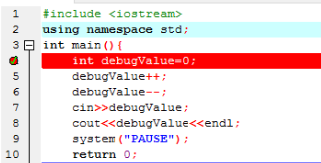 1 #include <iostream>
2 using namespace std;
3 int main(){
int debugValue=0;
5 debugValue++;
6 debugValue--;
7 cin>>debugValue;
8 cout<<debugValue<<endl;
9 system("PAUSE");
10 return 0;